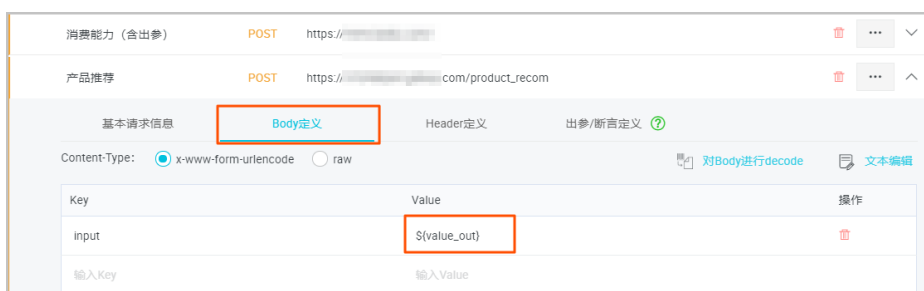 消费能力（含出参） POST https:/
产品推荐 POST https:/ com/product_recom
基本请求信息 Body定义 Header定义 出参/断言定义 ?
Content-Type: x-www-form-urlencode raw 对Body进行decode 文本编辑
Key Value 操作
input ${value_out}
输入Key 输入Value